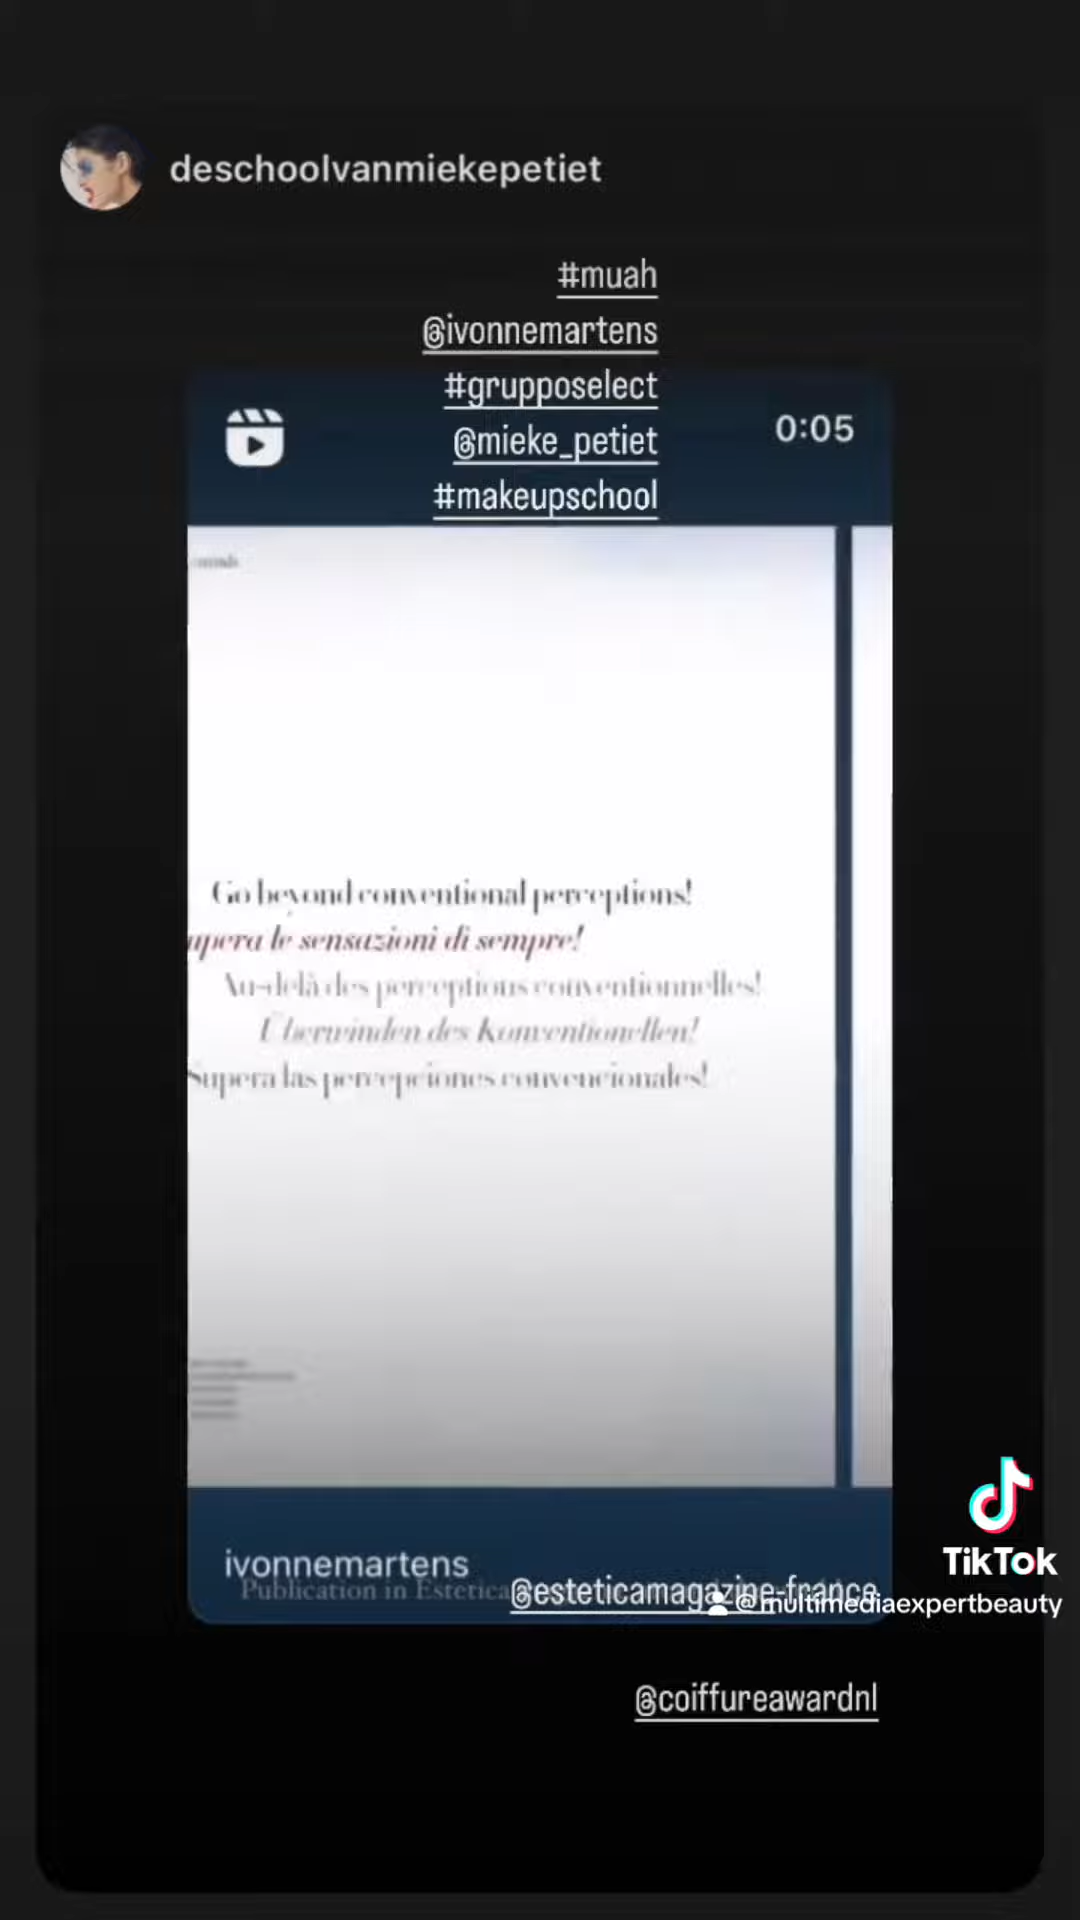 deschoolvanmiekepetiet
#muah
@ivonnemartens
#grupposelect
@mieke_petiet
#makeupschool
0:05
Go beyond conventional perceptions!
upera le sensazioni di sempre!
Au-delà des perceptions conventionnelles!
Überwinden des Konventionellen!
Supera las percepciones convencionales!
ivonnemartens
Publication in Estetica
@esteticamagazine-france
TikTok
@multimediaexpertbeauty
@coiffureawardnl